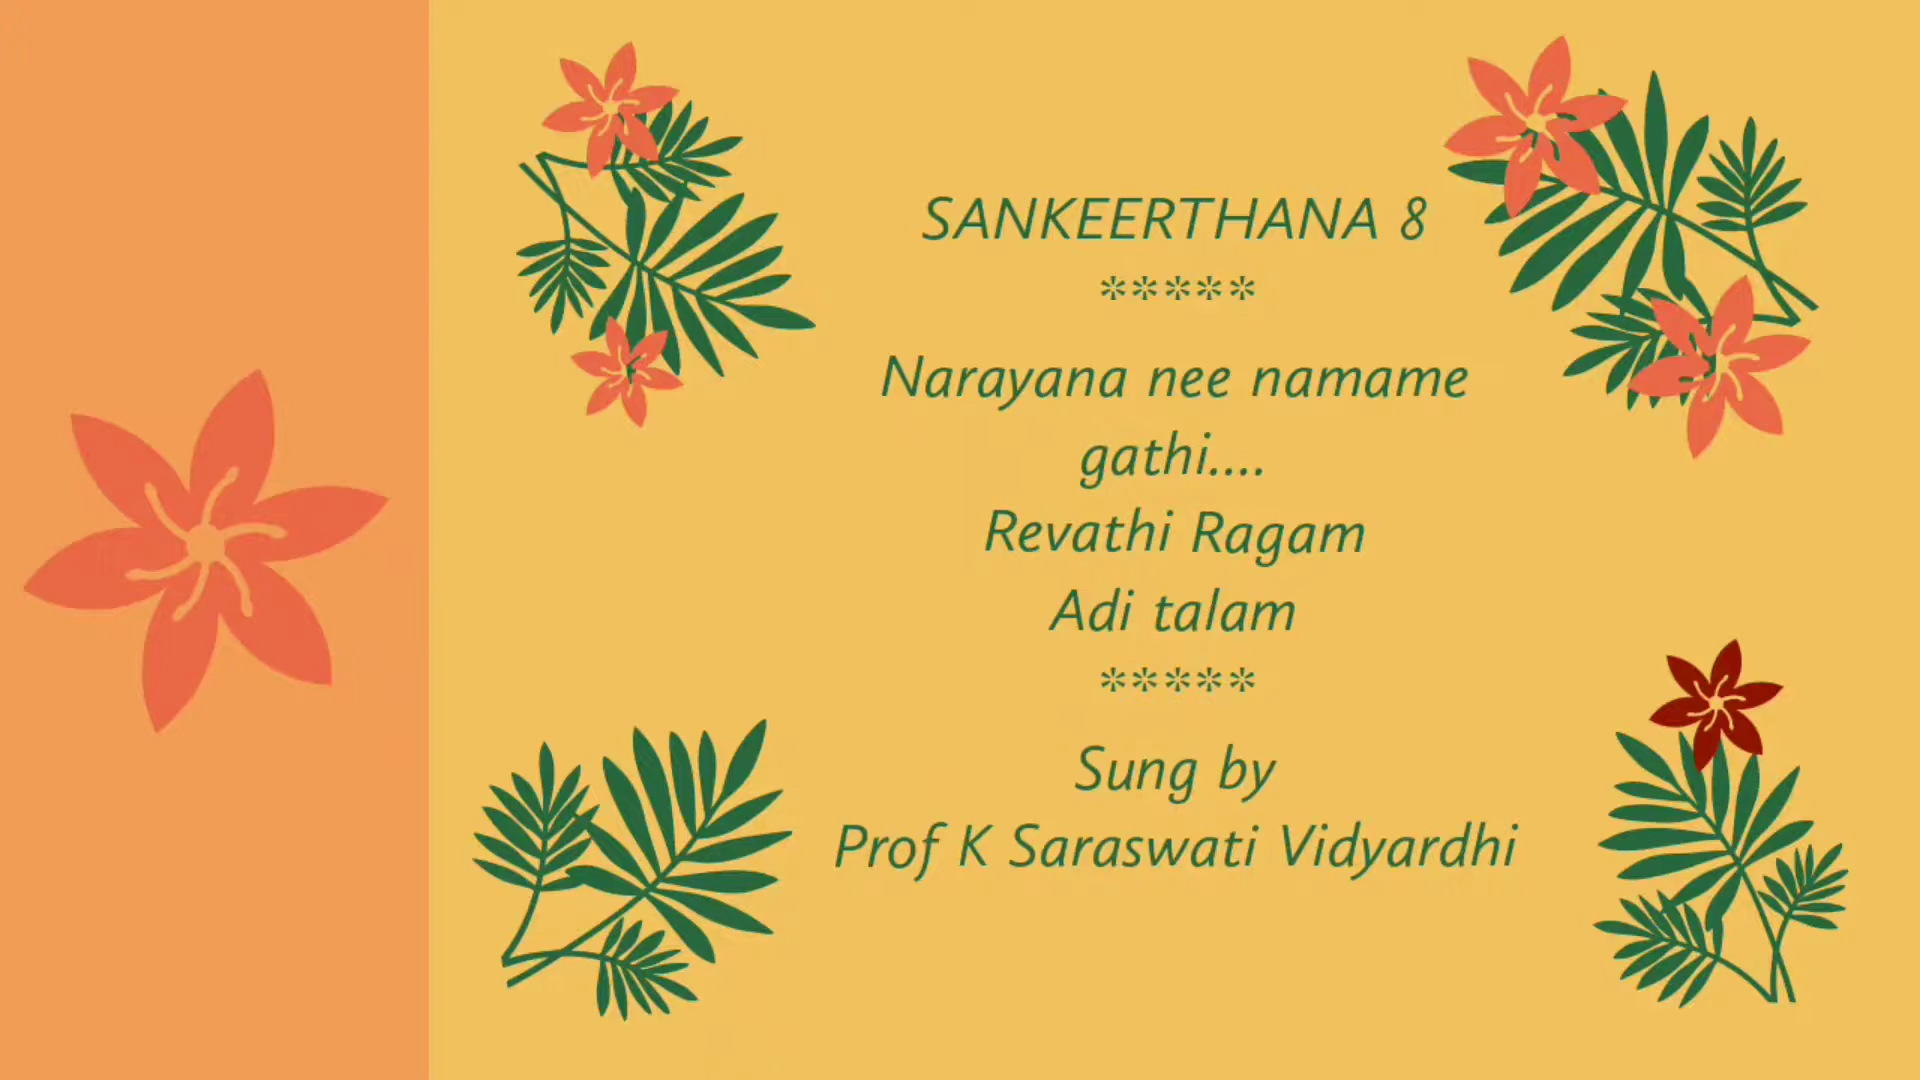 SANKEERTHANA 8
*****
Narayana nee namame
gathi....
Revathi Ragam
Adi talam
*****
Sung by
Prof K Saraswati Vidyardhi